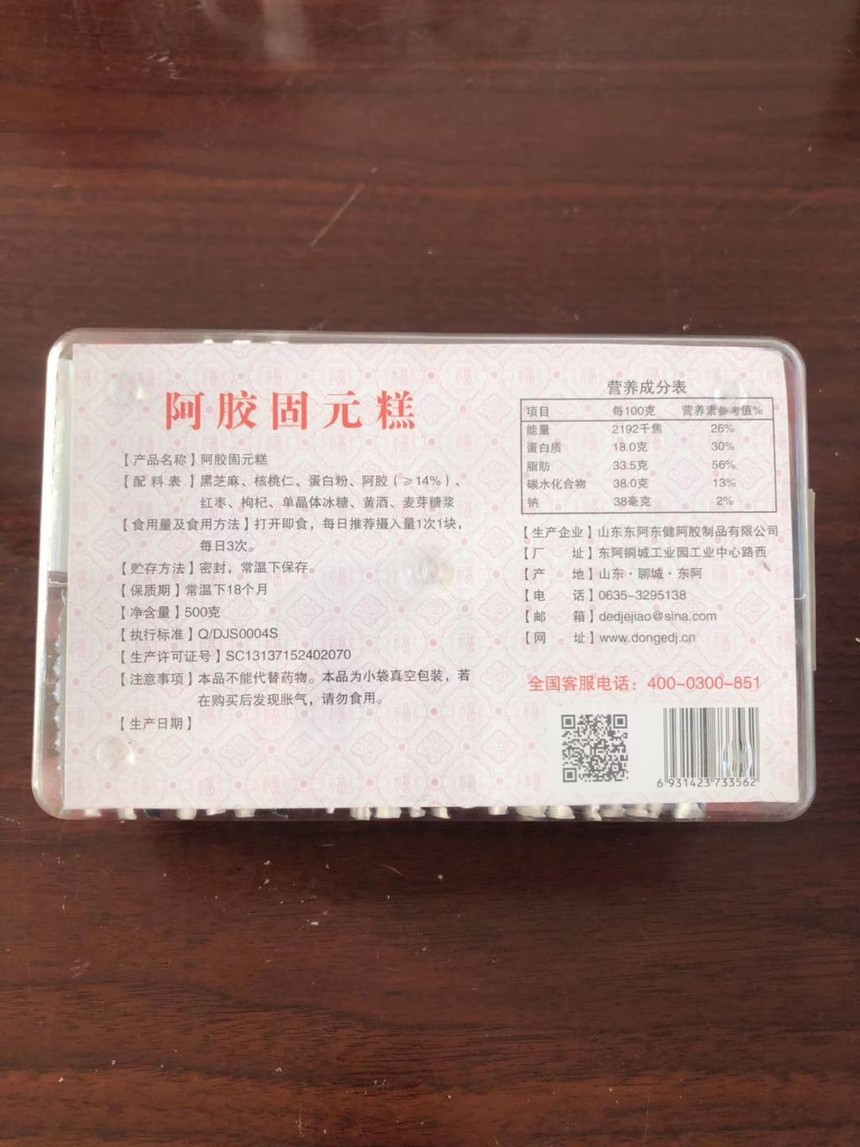 阿胶固元糕
【产品名称】阿胶固元糕
【配料表】黑芝麻、核桃仁、蛋白粉、阿胶（≥14%）、
红枣、枸杞、单晶体冰糖、黄酒、麦芽糖浆
【食用量及食用方法】打开即食，每日推荐摄入量1次1块，
每日3次。
【贮存方法】密封，常温下保存。
【保质期】常温下18个月
【净含量】500克
【执行标准】Q/DJS0004S
【生产许可证号】SC13137152402070
【注意事项】本品不能代替药物。本品为小袋真空包装，若
在购买后发现胀气，请勿食用。
【生产日期】
营养成分表
项目 每100克 营养素参考值%
能量 2192千焦 26%
蛋白质 18.0克 30%
脂肪 33.5克 56%
碳水化合物 38.0克 13%
钠 38毫克 2%
【生产企业】山东东阿东健阿胶制品有限公司
【厂 址】东阿铜城工业园工业中心路西
【产 地】山东·聊城·东阿
【电 话】0635-3295138
【邮 箱】dedjejiao@sina.com
【网 址】www.dongedj.cn
全国客服电话：400-0300-851
6 931423 733562